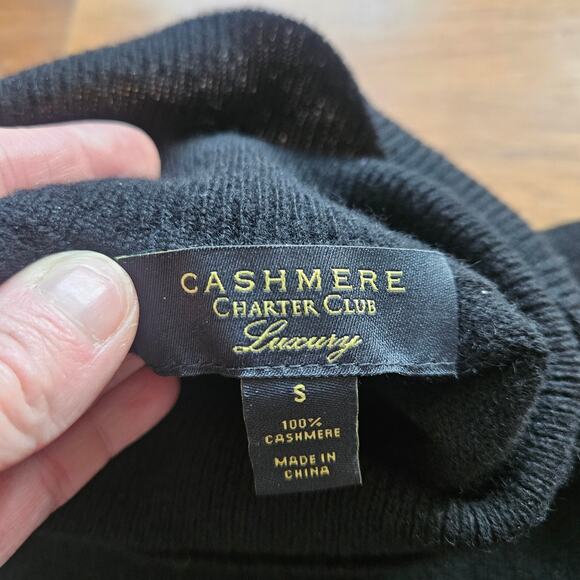 CASHMERE
CHARTER CLUB
Luxury
S
100%
CASHMERE
MADE IN
CHINA